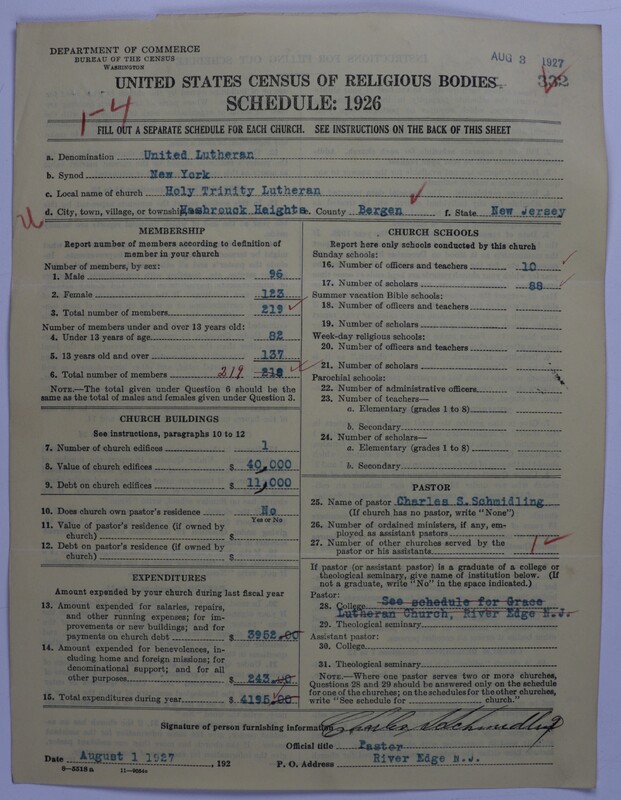 DEPARTMENT OF COMMERCE
BUREAU OF THE CENSUS
WASHINGTON
AUG 3 1927
332
UNITED STATES CENSUS OF RELIGIOUS BODIES
SCHEDULE: 1926
1-4
FILL OUT A SEPARATE SCHEDULE FOR EACH CHURCH. SEE INSTRUCTIONS ON THE BACK OF THIS SHEET
a. Denomination United Lutheran
b. Synod New York
c. Local name of church Holy Trinity Lutheran
d. City, town, village, or township Hasbrouck Heights e. County Bergen f. State New Jersey
MEMBERSHIP
Report number of members according to definition of
member in your church
Number of members, by sex:
1. Male 96
2. Female 123
3. Total number of members 219
Number of members under and over 13 years old:
4. Under 13 years of age 82
5. 13 years old and over 137
6. Total number of members 219
NOTE.—The total given under Question 6 should be
same as the total of males and females given under Question 3.
CHURCH BUILDINGS
See instructions, paragraphs 10 to 12
7. Number of church edifices 1
8. Value of church edifices $ 40,000
9. Debt on church edifices $ 11,000
10. Does church own pastor's residence? No
Yes or No
11. Value of pastor's residence (if owned by
church) $
12. Debt on pastor's residence (if owned by
church) $
EXPENDITURES
Amount expended by your church during last fiscal year
13. Amount expended for salaries, repairs,
and other running expenses; for im-
provements or new buildings; and for
payments on church debt $ 3952.00
14. Amount expended for benevolences, in-
cluding home and foreign missions; for
denominational support; and for all
other purposes $ 243.00
15. Total expenditures during year $ 4195.00
CHURCH SCHOOLS
Report here only schools conducted by this church
Sunday schools:
16. Number of officers and teachers 10
17. Number of scholars 88
Summer vacation Bible schools:
18. Number of officers and teachers
19. Number of scholars
Week-day religious schools:
20. Number of officers and teachers
21. Number of scholars
Parochial schools:
22. Number of administrative officers
23. Number of teachers—
a. Elementary (grades 1 to 8)
b. Secondary
24. Number of scholars—
a. Elementary (grades 1 to 8)
b. Secondary
PASTOR
25. Name of pastor Charles S. Schmidling
(If church has no pastor, write "None")
26. Number of ordained ministers, if any, em-
ployed as assistant pastors
27. Number of other churches served by the
pastor or his assistants 1
If pastor (or assistant pastor) is a graduate of a college or
theological seminary, give name of institution below. (If
not a graduate, write "No" in the space indicated.)
Pastor:
28. College See schedule for Grace
Lutheran Church, River Edge N.J.
29. Theological seminary
Assistant pastor:
30. College
31. Theological seminary
NOTE.—Where one pastor serves two or more churches,
Questions 28 and 29 should be answered only on the schedule
for one of the churches; on the schedules for the other churches,
write "See schedule for church."
Signature of person furnishing information Charles S. Schmidling
Official title Pastor
Date August 1 1927, 192 P. O. Address River Edge N.J.